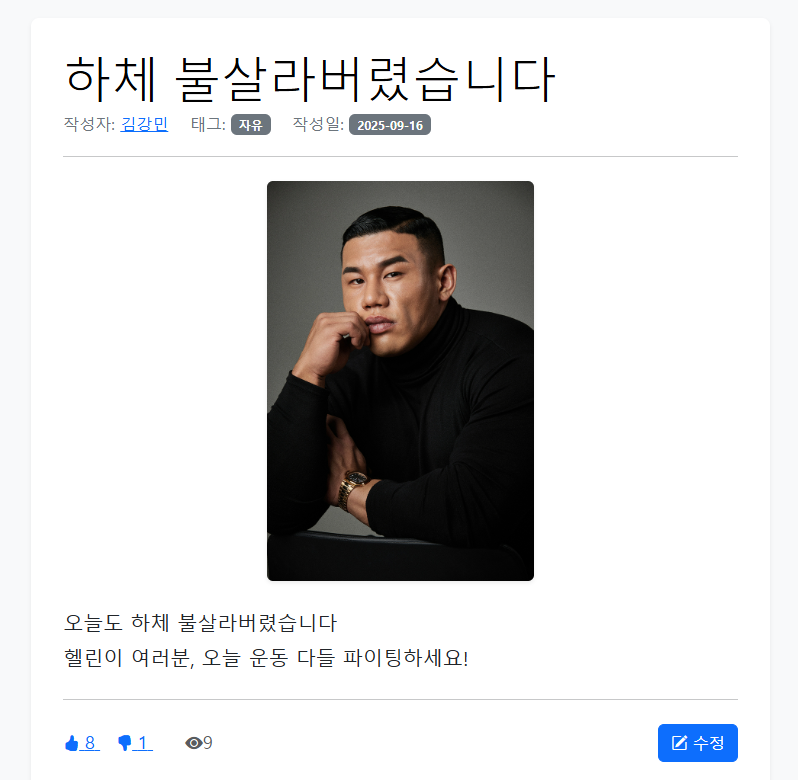 하체 불살라버렸습니다
작성자: 김강민 태그: 자유 작성일: 2025-09-16
오늘도 하체 불살라버렸습니다
헬린이 여러분, 오늘 운동 다들 파이팅하세요!
8 1 9 수정